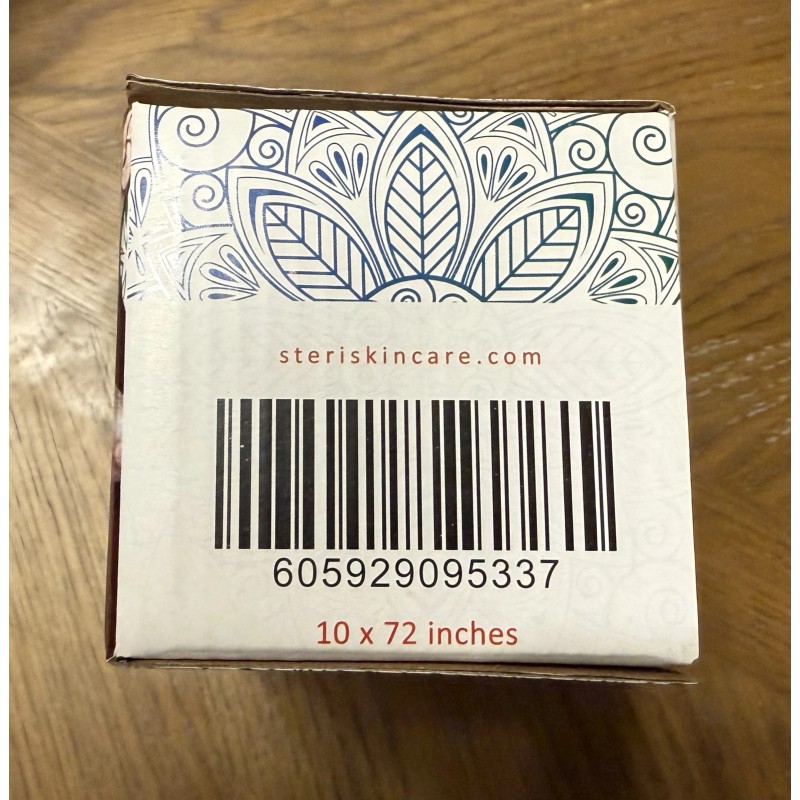 steriskincare.com
605929095337
10 x 72 inches